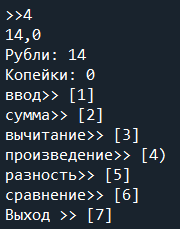 >>4
14,0
Рубли: 14
Копейки: 0
ввод>> [1]
сумма>> [2]
вычитание>> [3]
произведение>> [4)
разность>> [5]
сравнение>> [6]
Выход >> [7]